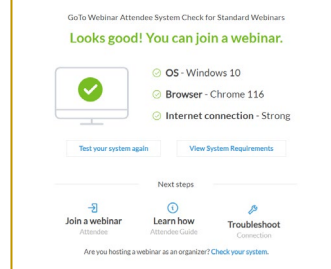 GoTo Webinar Attendee System Check for Standard Webinars
Looks good! You can join a webinar.
OS - Windows 10
Browser - Chrome 116
Internet connection - Strong
Test your system again
View System Requirements
Next steps
Join a webinar
Attendee
Learn how
Attendee Guide
Troubleshoot
Connection
Are you hosting a webinar as an organizer? Check your system.